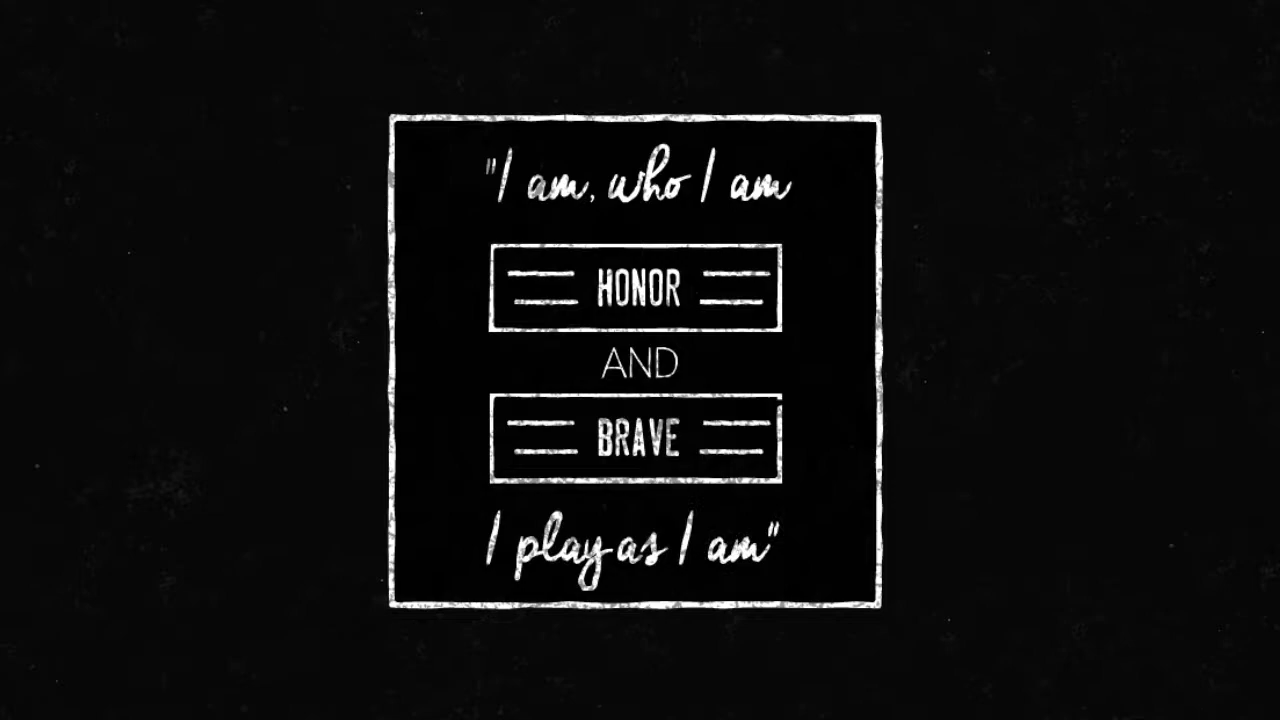 "I am, who I am
HONOR
AND
BRAVE
I play as I am"